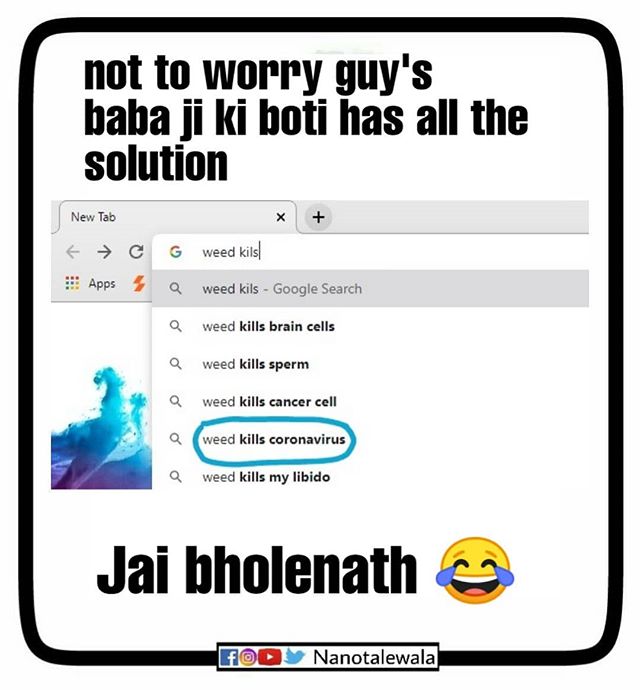 not to worry guy's
baba ji ki boti has all the
solution
New Tab
weed kils
Apps
weed kils - Google Search
weed kills brain cells
weed kills sperm
weed kills cancer cell
weed kills coronavirus
weed kills my libido
Jai bholenath 😂
Nanotalewala